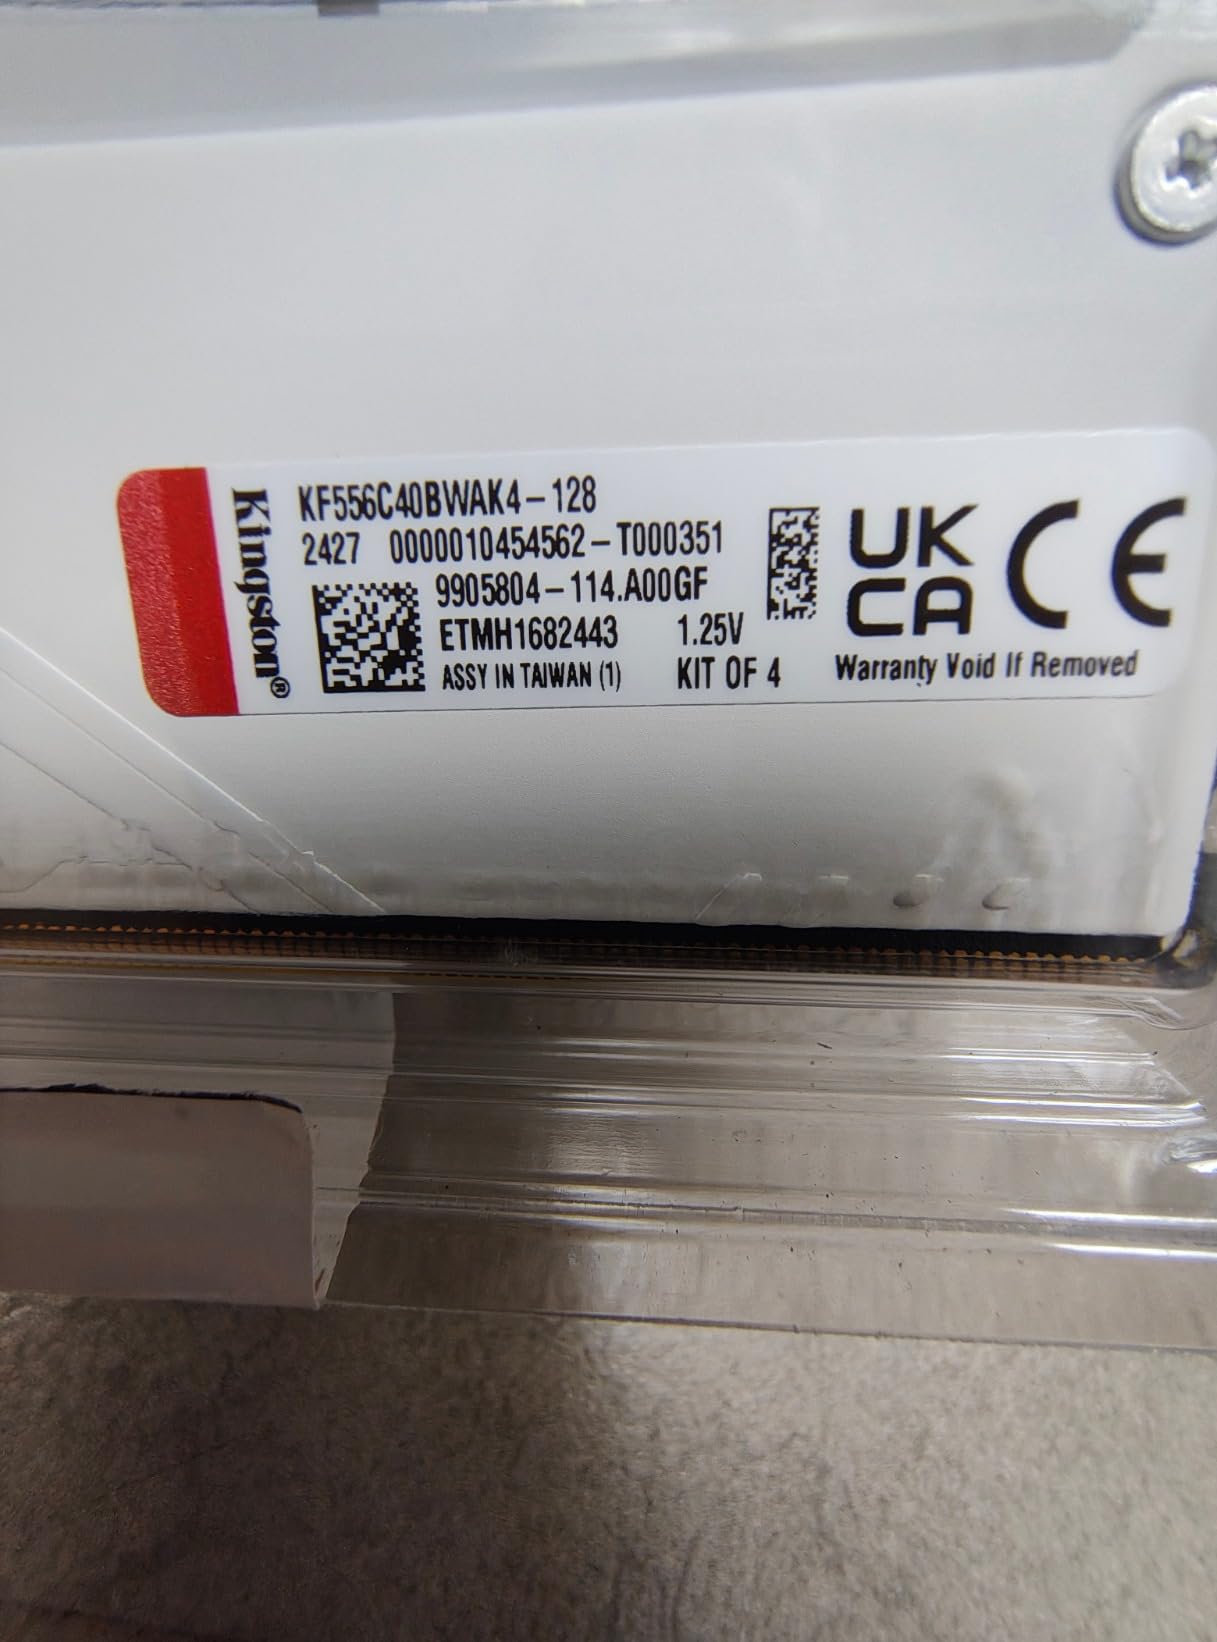 Kingston®
KF556C40BWAK4-128
2427 0000010454562-T000351
9905804-114.A00GF
ETMH1682443 1.25V
ASSY IN TAIWAN (1) KIT OF 4
UK
CA
CE
Warranty Void If Removed